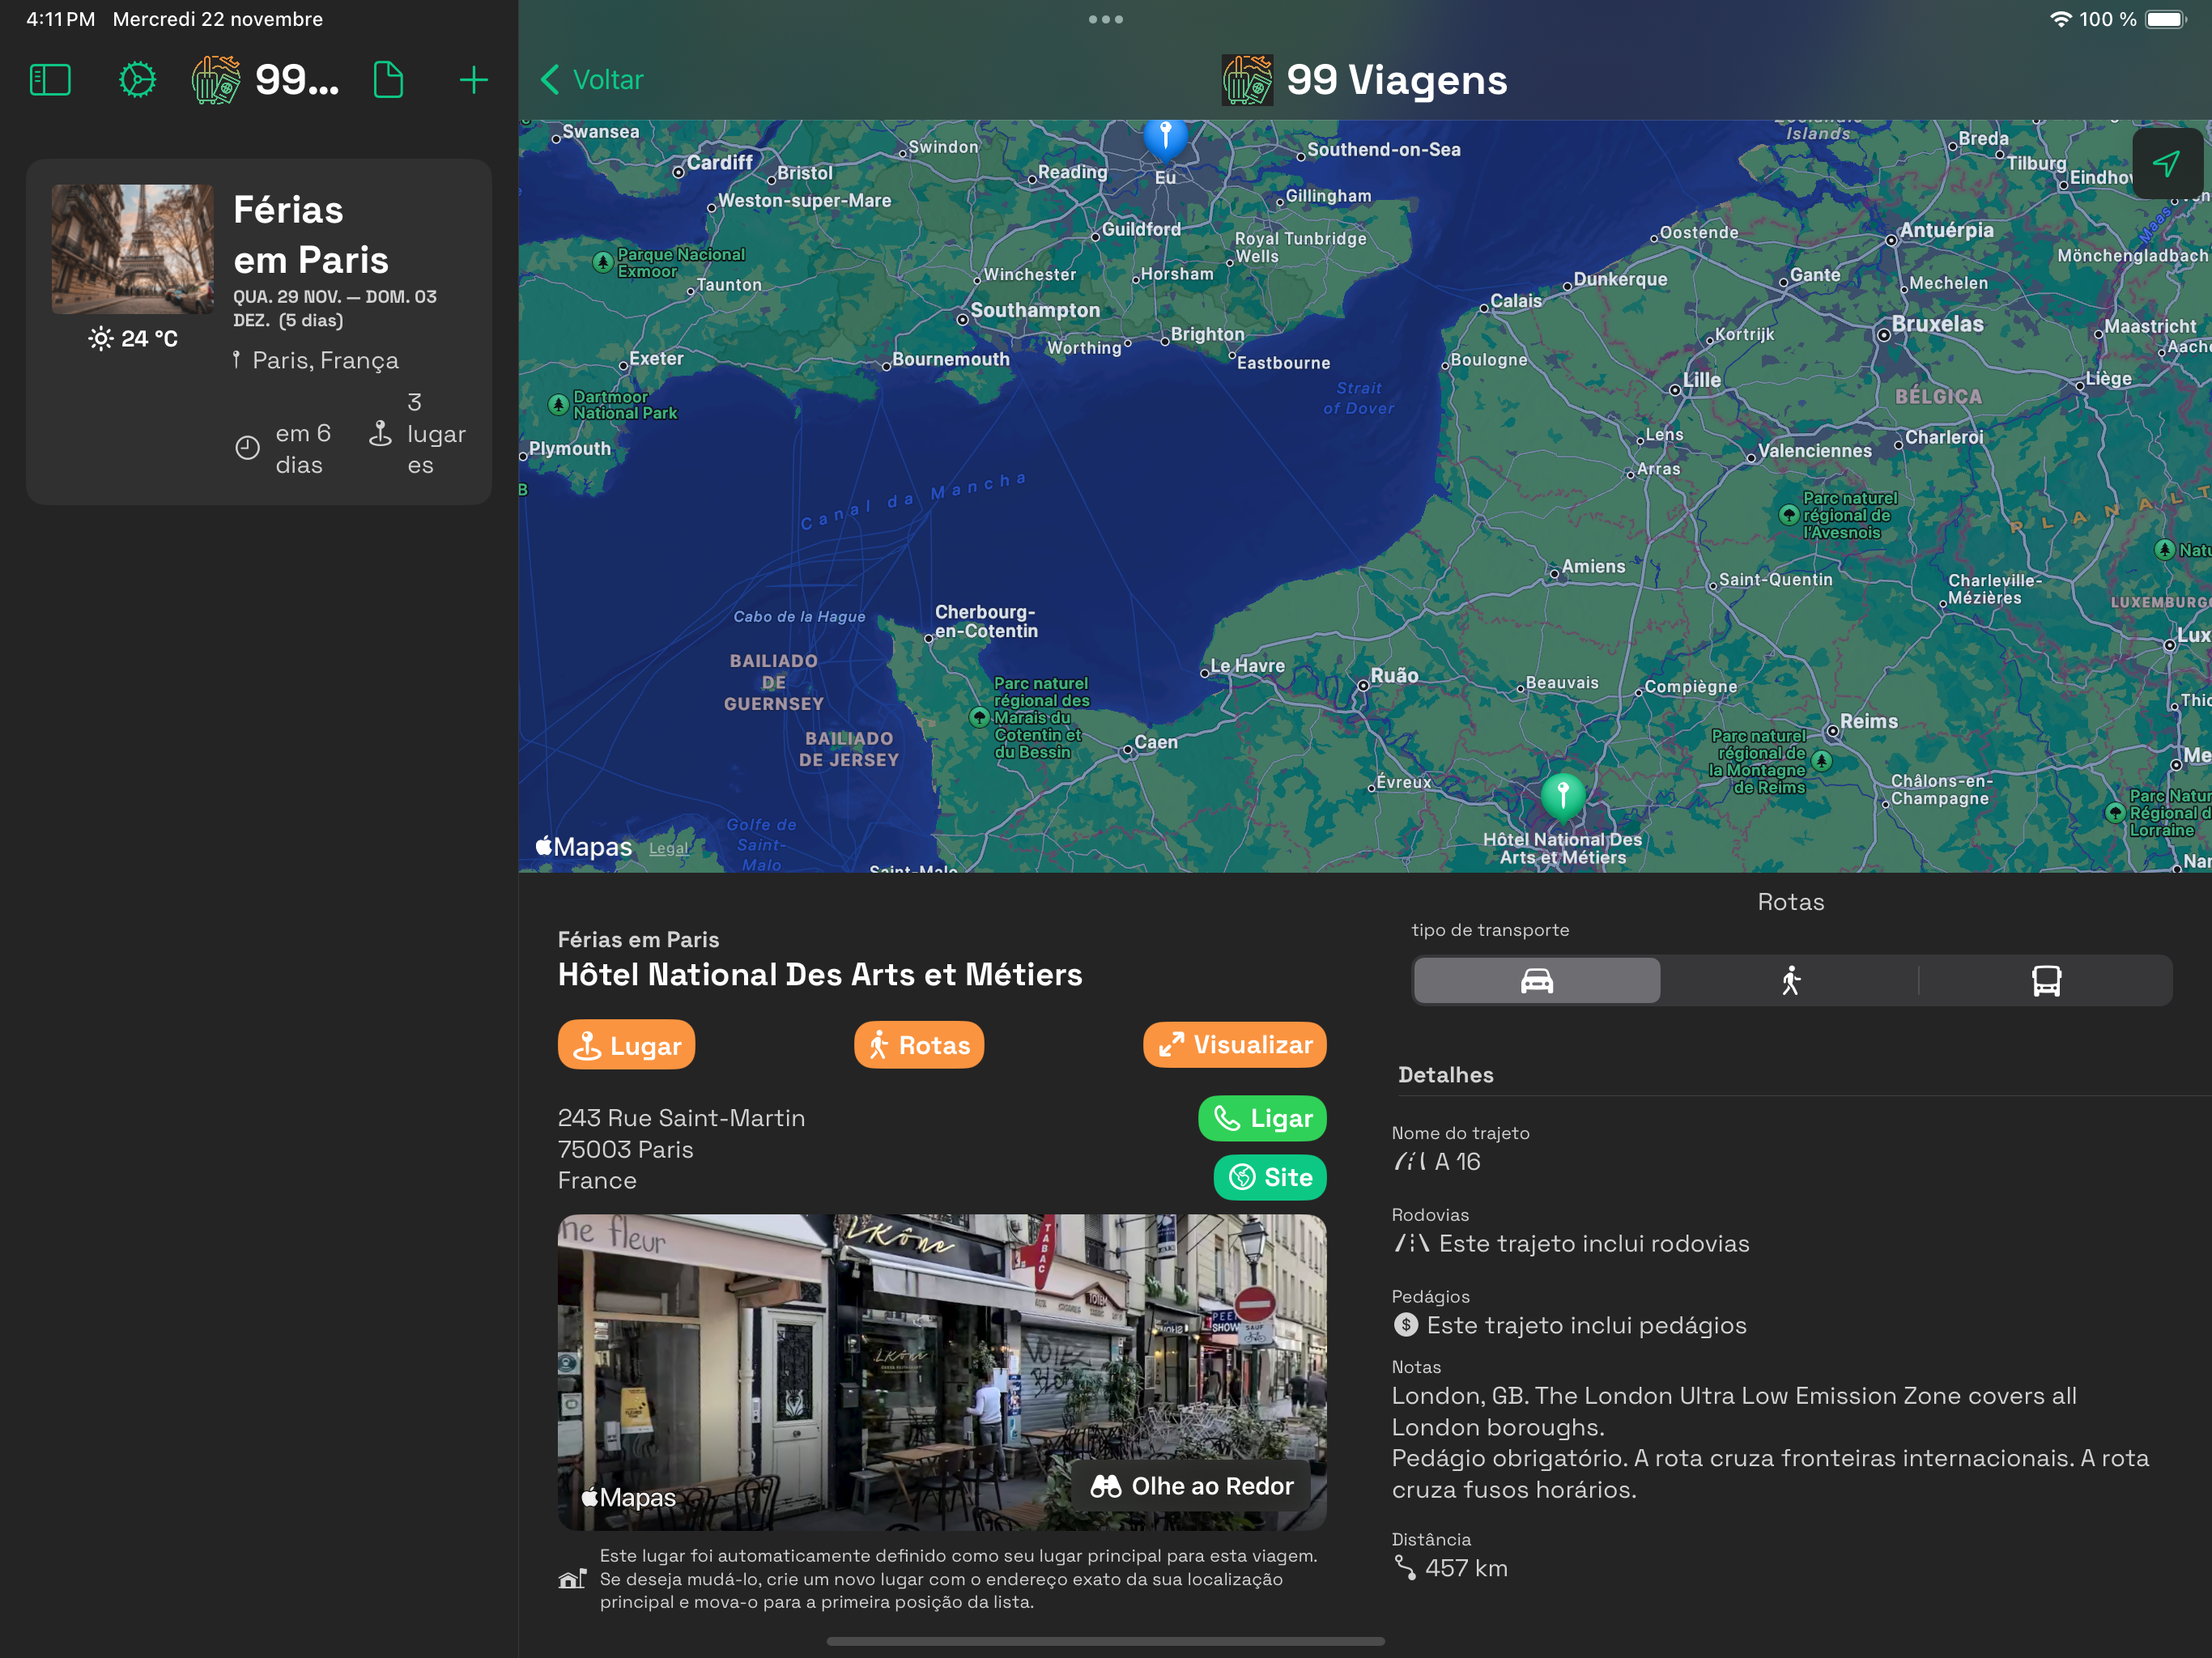 4:11 PM Mercredi 22 novembre
100 %
99...
Férias
em Paris
QUA. 29 NOV. — DOM. 03
DEZ. (5 dias)
24 °C
Paris, França
em 6
dias
3
lugar
es
Voltar
99 Viagens
Swansea
Cardiff
Bristol
Swindon
Reading
Eu
Southend-on-Sea
Islands
Breda
Tilburg
Weston-super-Mare
Gillingham
Guildford
Royal Tunbridge
Wells
Oostende
Antuérpia
Parque Nacional
Exmoor
Taunton
Winchester
Horsham
Maas
Mönchengladbach
Dunkerque
Gante
Mechelen
Southampton
Calais
Bruxelas
Maastricht
Brighton
Worthing
Kortrijk
Exeter
Bournemouth
Eastbourne
Boulogne
Lille
Liège
Strait
of Dover
BÉLGICA
Dartmoor
National Park
Plymouth
Lens
Charleroi
Valenciennes
Arras
Canal da Mancha
Parc naturel
régional de
l'Avesnois
PLANALT
Amiens
Saint-Quentin
Charleville-
Mézières
LUXEMBURG
Cabo de la Hague
Cherbourg-
en-Cotentin
BAILIADO
DE
GUERNSEY
Le Havre
Ruão
Beauvais
Compiègne
Parc naturel
régional des
Marais du
Cotentin et
du Bessin
BAILIADO
DE JERSEY
Caen
Reims
Parc naturel
régional de
la Montagne
de Reims
Évreux
Châlons-en-
Champagne
Parc Natur
Régional d
Lorraine
Golfe de
Saint-
Malo
Hôtel National Des
Arts et Métiers
Mapas Legal
Saint-Malo
Férias em Paris
Hôtel National Des Arts et Métiers
Lugar
Rotas
Visualizar
243 Rue Saint-Martin
75003 Paris
France
Ligar
Site
ne fleur
LKône
TABAC
TOTEM
LKône
PEEP
SHOW
SAUF
Mapas
Olhe ao Redor
Este lugar foi automaticamente definido como seu lugar principal para esta viagem.
Se deseja mudá-lo, crie um novo lugar com o endereço exato da sua localização
principal e mova-o para a primeira posição da lista.
Rotas
tipo de transporte
Detalhes
Nome do trajeto
A 16
Rodovias
Este trajeto inclui rodovias
Pedágios
Este trajeto inclui pedágios
Notas
London, GB. The London Ultra Low Emission Zone covers all
London boroughs.
Pedágio obrigatório. A rota cruza fronteiras internacionais. A rota
cruza fusos horários.
Distância
457 km